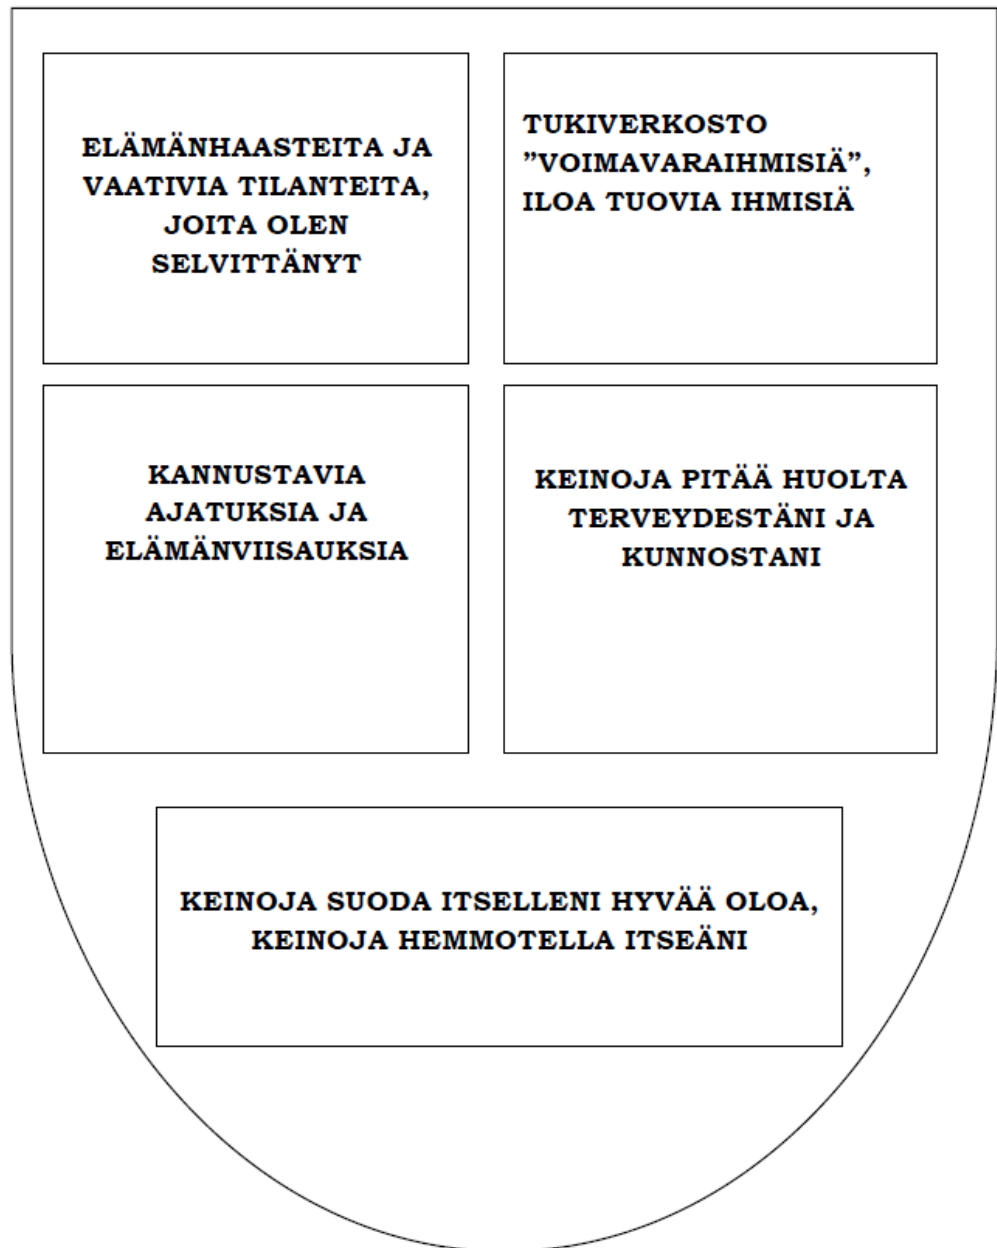 ELÄMÄNHAASTEITA JA
VAATIVIA TILANTEITA,
JOITA OLEN
SELVITTÄNYT
TUKIVERKOSTO
”VOIMAVARAIHMISIÄ”,
ILOA TUOVIA IHMISIÄ
KANNUSTAVIA
AJATUKSIA JA
ELÄMÄNVIISAUKSIA
KEINOJA PITÄÄ HUOLTA
TERVEYDESTÄNI JA
KUNNOSTANI
KEINOJA SUODA ITSELLENI HYVÄÄ OLOA,
KEINOJA HEMMOTELLA ITSEÄNI